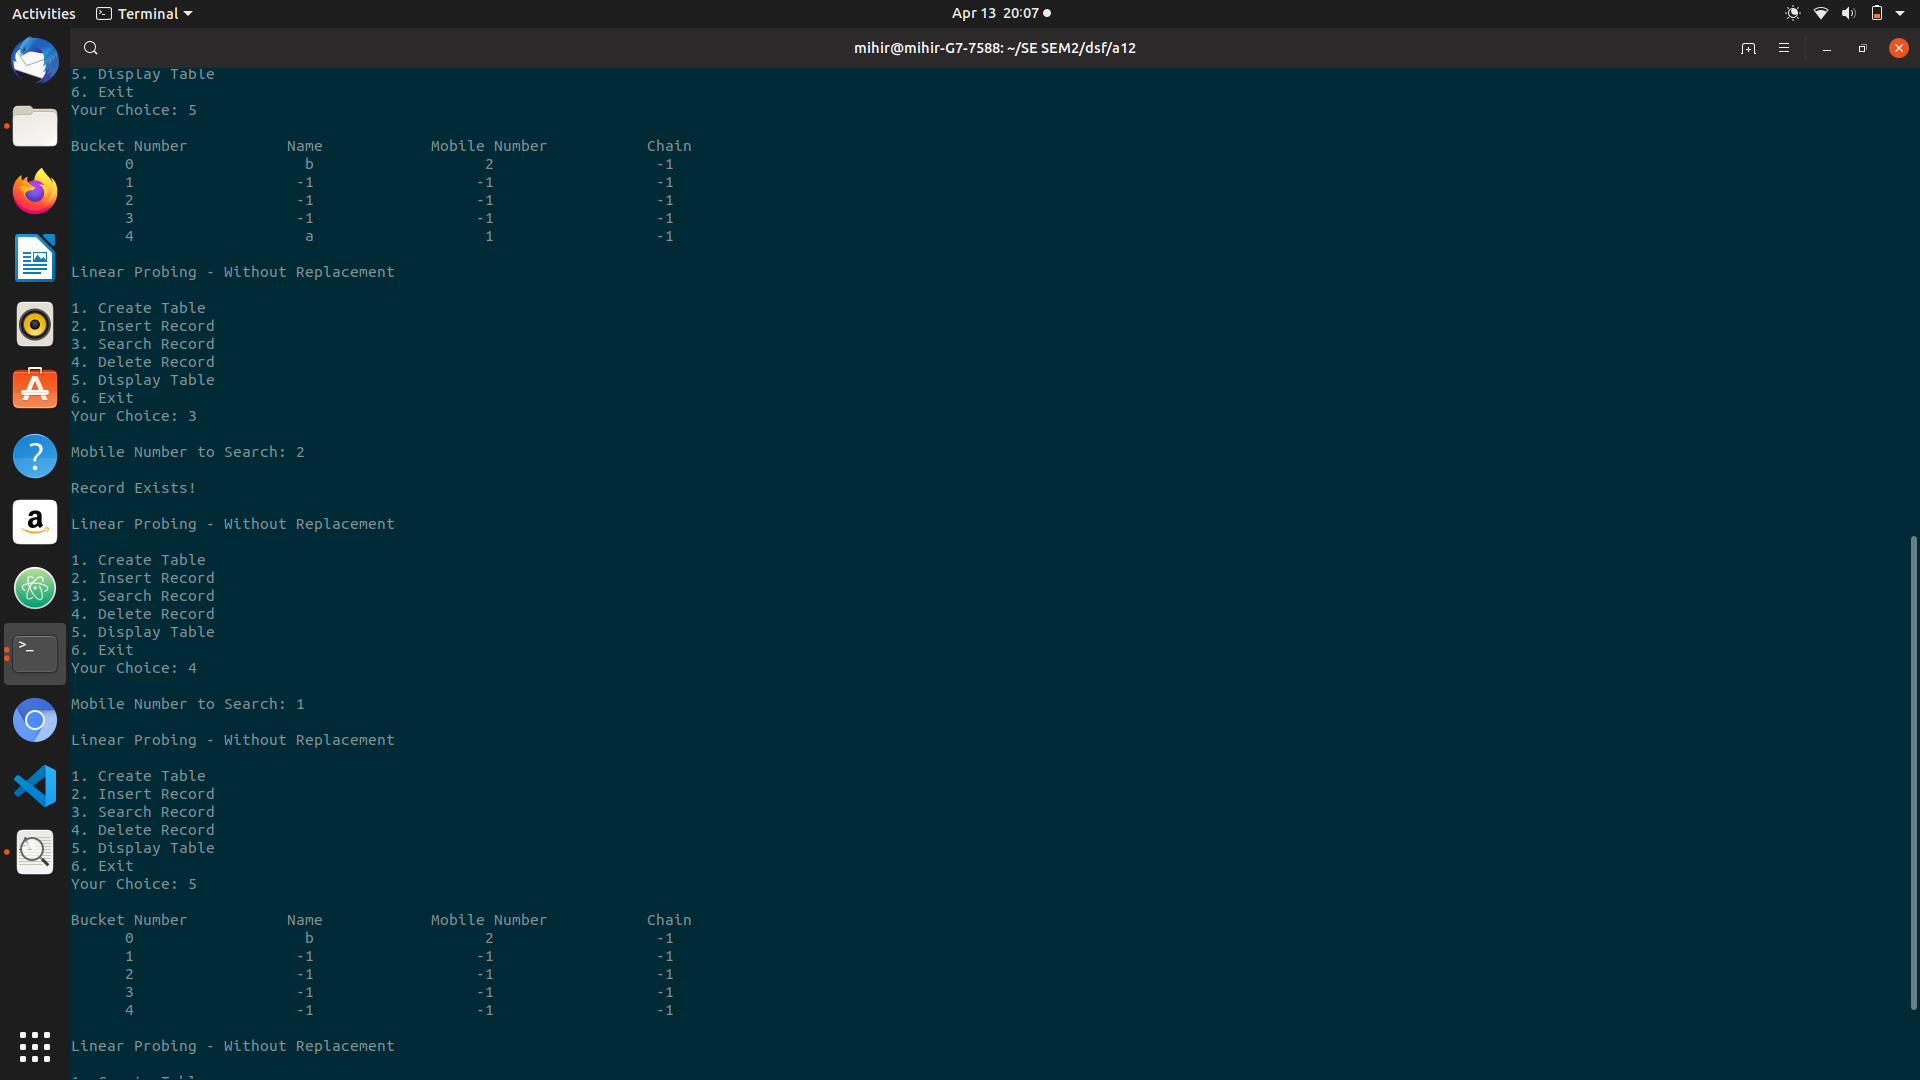 Activities Terminal Apr 13 20:07
mihir@mihir-G7-7588: ~/SE SEM2/dsf/a12
5. Display Table
6. Exit
Your Choice: 5
Bucket Number Name Mobile Number Chain
0 b 2 -1
1 -1 -1 -1
2 -1 -1 -1
3 -1 -1 -1
4 a 1 -1
Linear Probing - Without Replacement
1. Create Table
2. Insert Record
3. Search Record
4. Delete Record
5. Display Table
6. Exit
Your Choice: 3
Mobile Number to Search: 2
Record Exists!
Linear Probing - Without Replacement
1. Create Table
2. Insert Record
3. Search Record
4. Delete Record
5. Display Table
6. Exit
Your Choice: 4
Mobile Number to Search: 1
Linear Probing - Without Replacement
1. Create Table
2. Insert Record
3. Search Record
4. Delete Record
5. Display Table
6. Exit
Your Choice: 5
Bucket Number Name Mobile Number Chain
0 b 2 -1
1 -1 -1 -1
2 -1 -1 -1
3 -1 -1 -1
4 -1 -1 -1
Linear Probing - Without Replacement